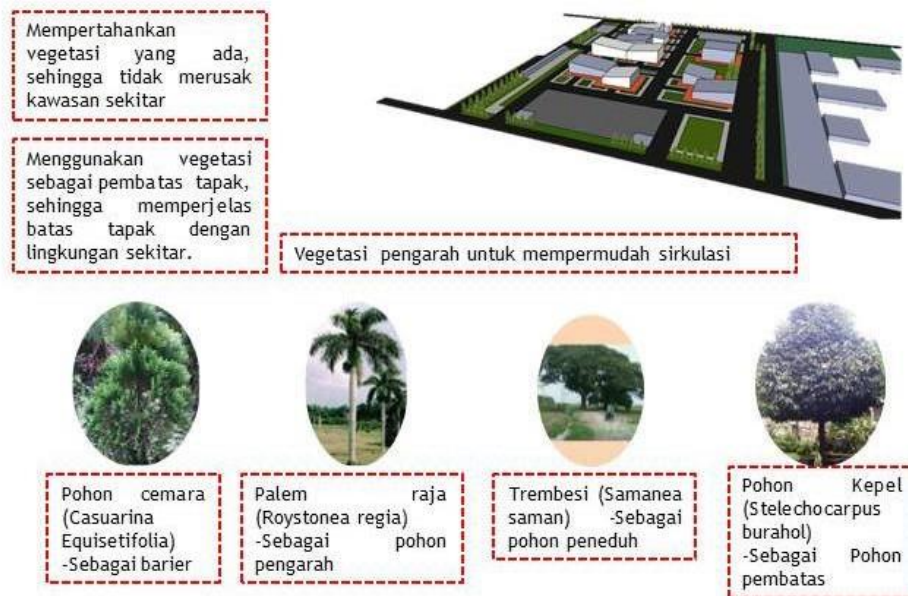 Mempertahankan
vegetasi yang ada,
sehingga tidak merusak
kawasan sekitar
Menggunakan vegetasi
sebagai pembatas tapak,
sehingga memperjelas
batas tapak dengan
lingkungan sekitar.
Vegetasi pengarah untuk mempermudah sirkulasi
Pohon cemara
(Casuarina
Equisetifolia)
-Sebagai barier
Palem raja
(Roystonea regia)
-Sebagai pohon
pengarah
Trembesi (Samanea
saman) -Sebagai
pohon peneduh
Pohon Kepel
(Stelechocarpus
burahol)
-Sebagai Pohon
pembatas